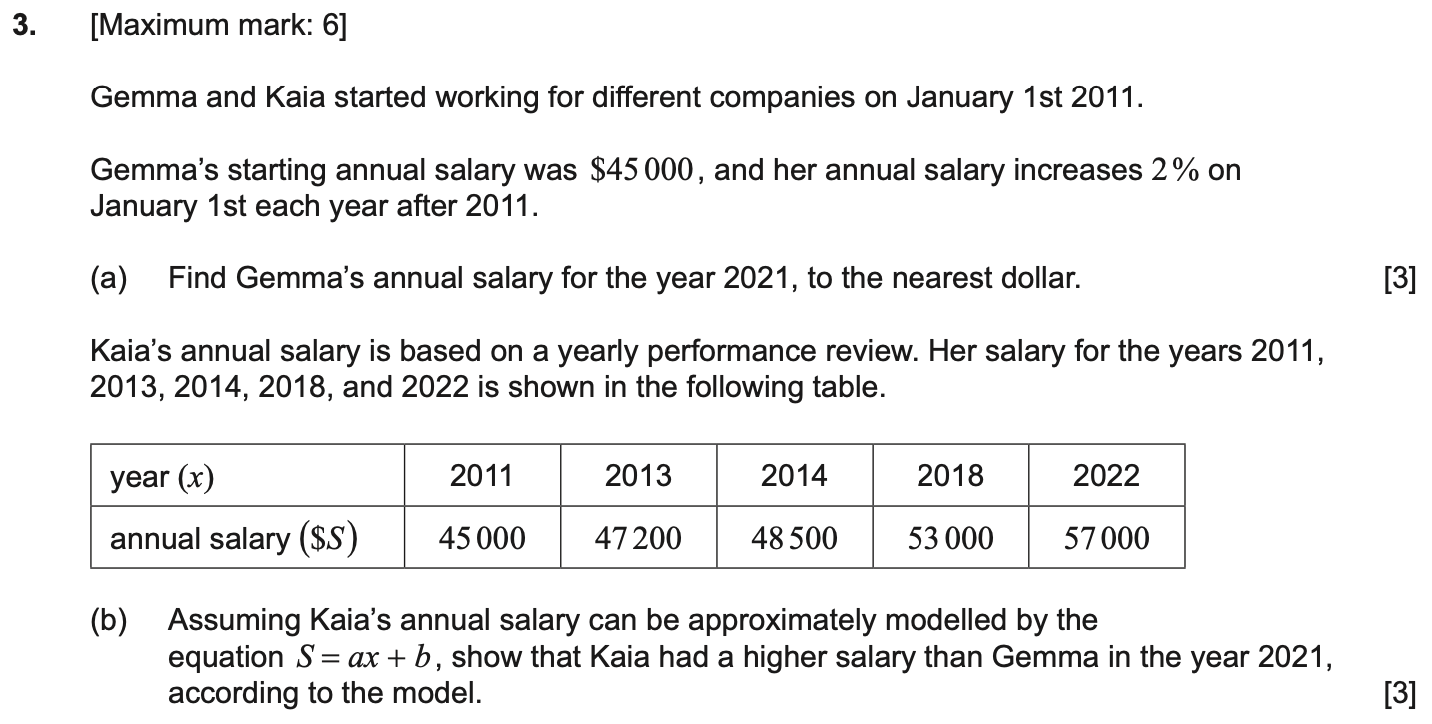 3. [Maximum mark: 6]
Gemma and Kaia started working for different companies on January 1st 2011.
Gemma’s starting annual salary was $45 000, and her annual salary increases 2 % on
January 1st each year after 2011.
(a) Find Gemma’s annual salary for the year 2021, to the nearest dollar. [3]
Kaia’s annual salary is based on a yearly performance review. Her salary for the years 2011,
2013, 2014, 2018, and 2022 is shown in the following table.
year (x) 2011 2013 2014 2018 2022
annual salary ($S) 45 000 47 200 48 500 53 000 57 000
(b) Assuming Kaia’s annual salary can be approximately modelled by the
equation S = ax + b, show that Kaia had a higher salary than Gemma in the year 2021,
according to the model. [3]